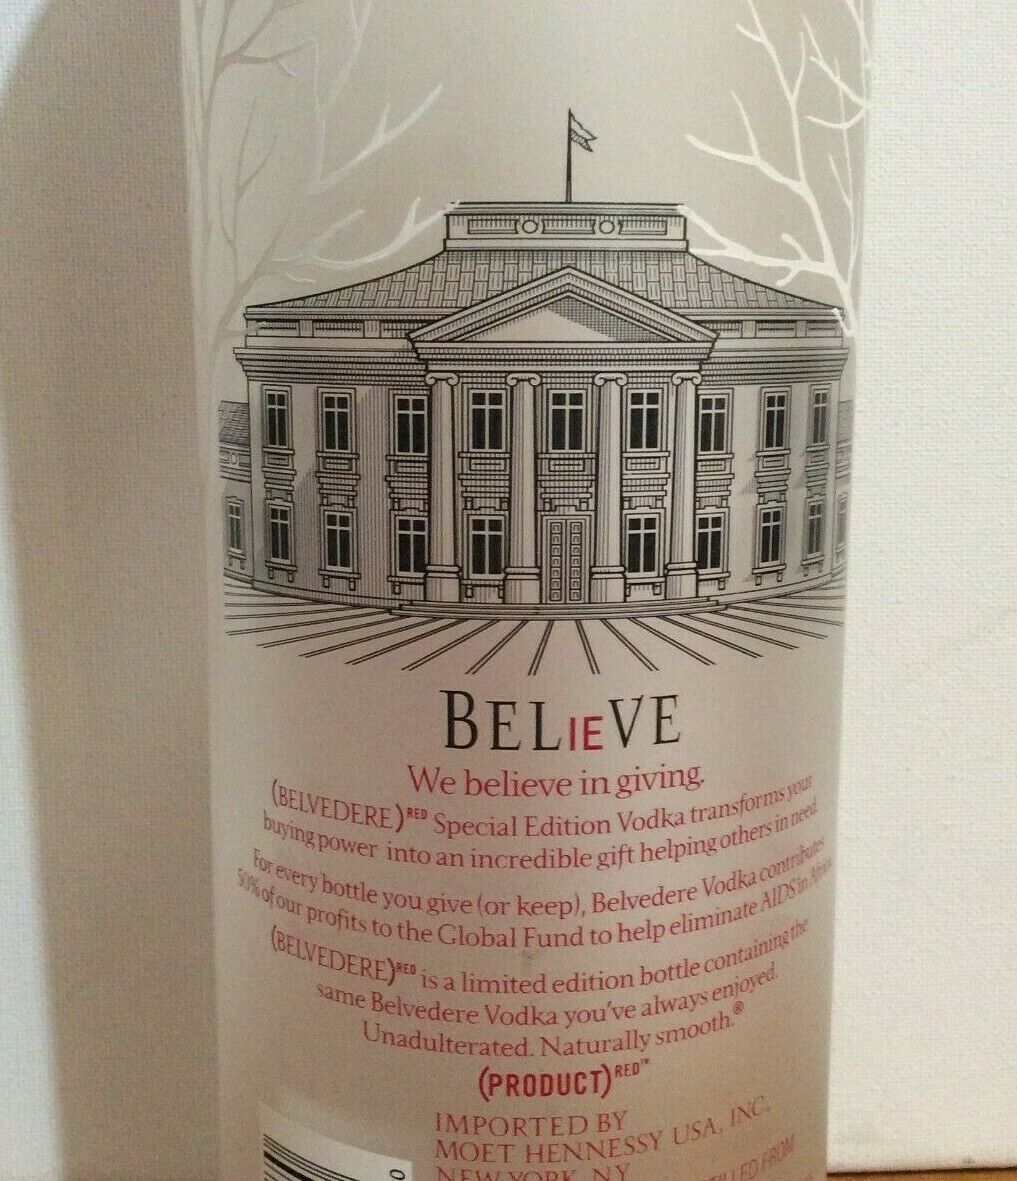 BELIEVE
We believe in giving.
(BELVEDERE)RED Special Edition Vodka transforms your
buying power into an incredible gift helping others in need.
For every bottle you give (or keep), Belvedere Vodka contributes
50% of our profits to the Global Fund to help eliminate AIDS in Africa.
(BELVEDERE)RED is a limited edition bottle containing the
same Belvedere Vodka you've always enjoyed.
Unadulterated. Naturally smooth.®
(PRODUCT)RED™
IMPORTED BY
MOET HENNESSY USA, INC.
NEW YORK, NY
FROM
0